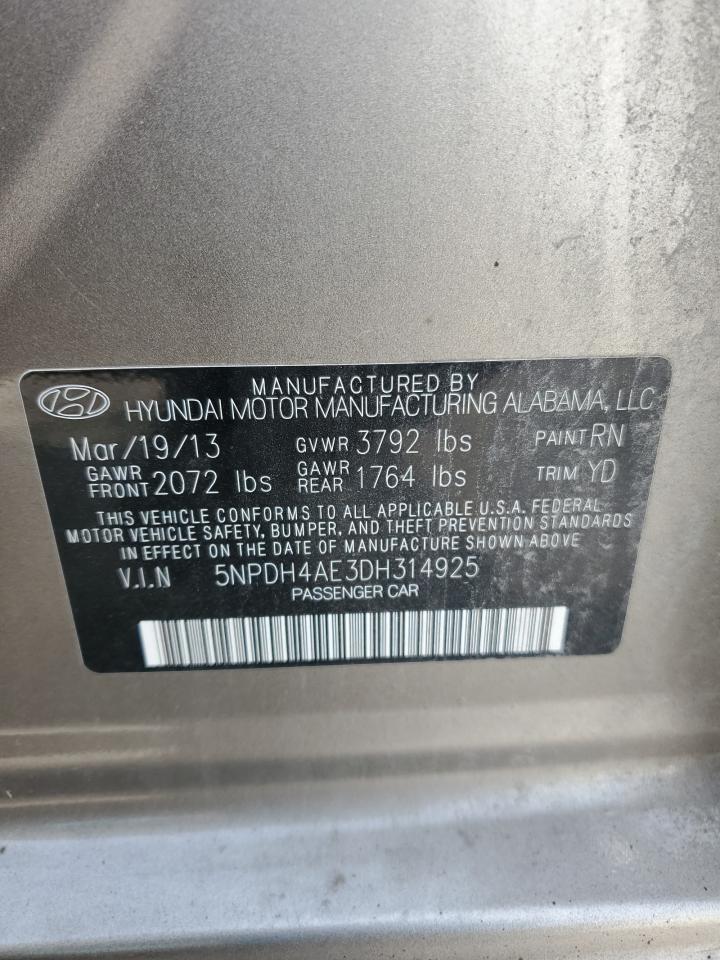 MANUFACTURED BY
HYUNDAI MOTOR MANUFACTURING ALABAMA, LLC
Mar/19/13 GVWR 3792 lbs PAINT RN
GAWR FRONT 2072 lbs GAWR REAR 1764 lbs TRIM YD
THIS VEHICLE CONFORMS TO ALL APPLICABLE U.S.A. FEDERAL
MOTOR VEHICLE SAFETY, BUMPER, AND THEFT PREVENTION STANDARDS
IN EFFECT ON THE DATE OF MANUFACTURE SHOWN ABOVE.
V.I.N 5NPDH4AE3DH314925
PASSENGER CAR